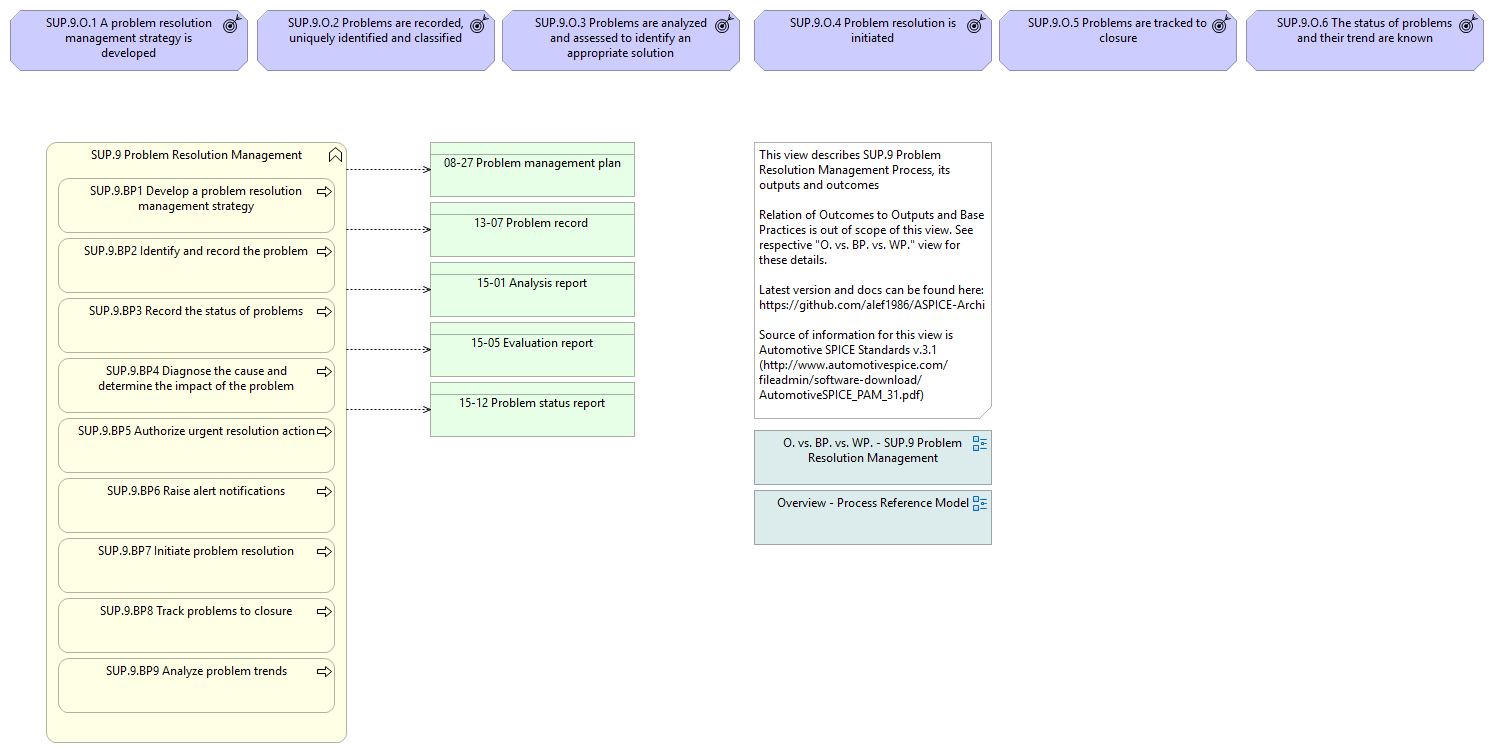 SUP.9.O.1 A problem resolution
management strategy is
developed
SUP.9.O.2 Problems are recorded,
uniquely identified and classified
SUP.9.O.3 Problems are analyzed
and assessed to identify an
appropriate solution
SUP.9.O.4 Problem resolution is
initiated
SUP.9.O.5 Problems are tracked to
closure
SUP.9.O.6 The status of problems
and their trend are known
SUP.9 Problem Resolution Management
SUP.9.BP1 Develop a problem resolution
management strategy
SUP.9.BP2 Identify and record the problem
SUP.9.BP3 Record the status of problems
SUP.9.BP4 Diagnose the cause and
determine the impact of the problem
SUP.9.BP5 Authorize urgent resolution action
SUP.9.BP6 Raise alert notifications
SUP.9.BP7 Initiate problem resolution
SUP.9.BP8 Track problems to closure
SUP.9.BP9 Analyze problem trends
08-27 Problem management plan
13-07 Problem record
15-01 Analysis report
15-05 Evaluation report
15-12 Problem status report
This view describes SUP.9 Problem
Resolution Management Process, its
outputs and outcomes
Relation of Outcomes to Outputs and Base
Practices is out of scope of this view. See
respective "O. vs. BP. vs. WP." view for
these details.
Latest version and docs can be found here:
https://github.com/alef1986/ASPICE-Archi
Source of information for this view is
Automotive SPICE Standards v.3.1
(http://www.automotivespice.com/
fileadmin/software-download/
AutomotiveSPICE_PAM_31.pdf)
O. vs. BP. vs. WP. - SUP.9 Problem
Resolution Management
Overview - Process Reference Model